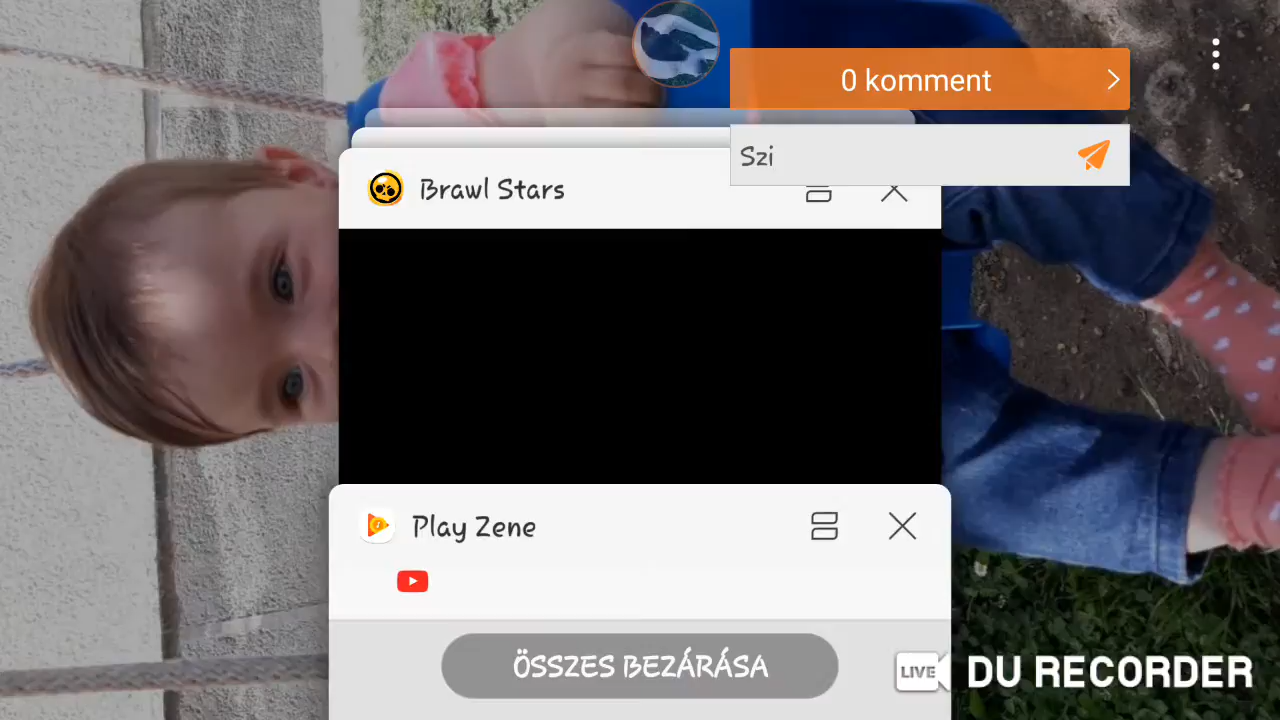 0 komment
Szi
Brawl Stars
Play Zene
ÖSSZES BEZÁRÁSA
LIVE DU RECORDER